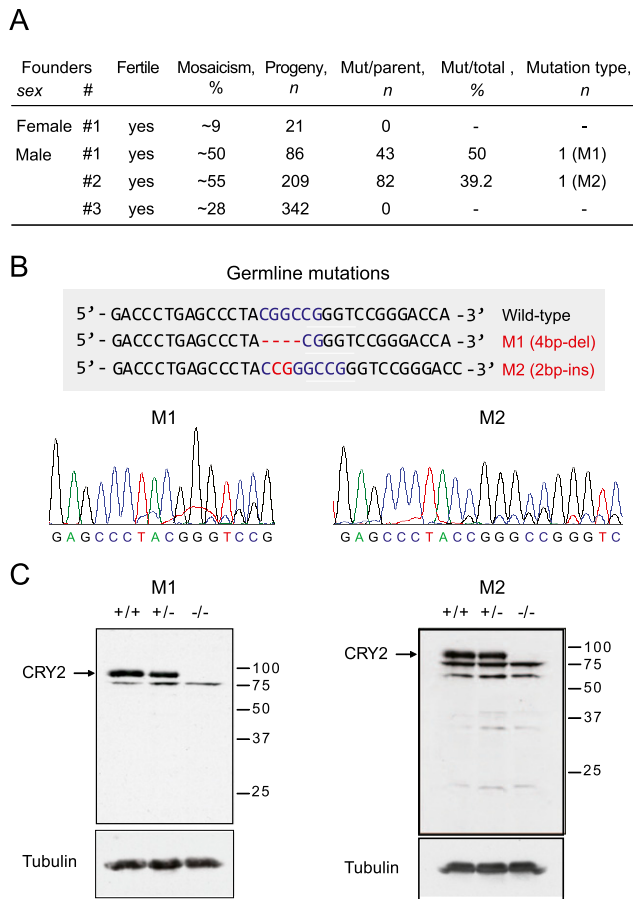 A
Founders Fertile Mosaicism, Progeny, Mut/parent, Mut/total , Mutation type,
sex # % n n % n
Female #1 yes ~9 21 0 - -
Male #1 yes ~50 86 43 50 1 (M1)
#2 yes ~55 209 82 39.2 1 (M2)
#3 yes ~28 342 0 - -
B
Germline mutations
5’- GACCCTGAGCCCTACGGCCGGGTCCGGGACCA -3’ Wild-type
5’- GACCCTGAGCCCTA----CGGGTCCGGGACCA -3’ M1 (4bp-del)
5’- GACCCTGAGCCCTACCGGGCCGGGTCCGGGACC -3’ M2 (2bp-ins)
M1 M2
GAGCCCTACGGGTCCG GAGCCCTACCGGGCCGGGTC
C
M1 M2
+/+ +/- -/- +/+ +/- -/-
CRY2 100 75 50 37 25
CRY2 100 75 50 37 25
Tubulin Tubulin